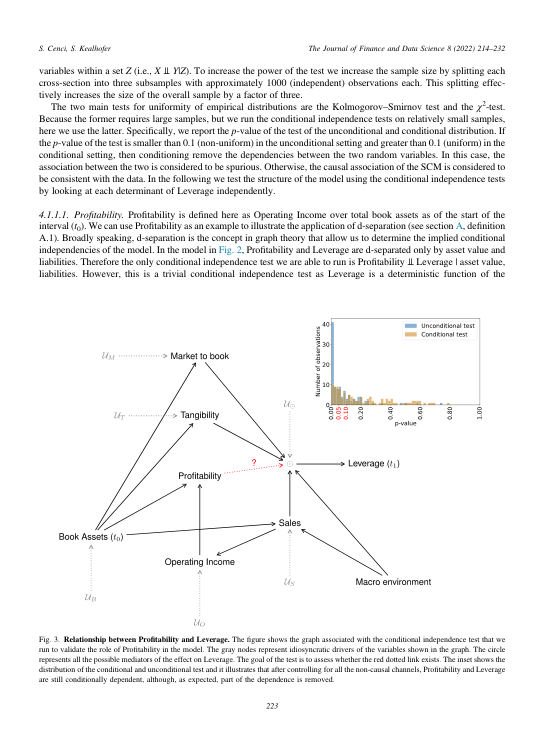 S. Cenci, S. Kealhofer
The Journal of Finance and Data Science 8 (2022) 214–232
variables within a set Z (i.e., X ⫫ Y|Z). To increase the power of the test we increase the sample size by splitting each
cross-section into three subsamples with approximately 1000 (independent) observations each. This splitting effec-
tively increases the size of the overall sample by a factor of three.
The two main tests for uniformity of empirical distributions are the Kolmogorov–Smirnov test and the χ²-test.
Because the former requires large samples, but we run the conditional independence tests on relatively small samples,
here we use the latter. Specifically, we report the p-value of the test of the unconditional and conditional distribution. If
the p-value of the test is smaller than 0.1 (non-uniform) in the unconditional setting and greater than 0.1 (uniform) in the
conditional setting, then conditioning remove the dependencies between the two random variables. In this case, the
association between the two is considered to be spurious. Otherwise, the causal association of the SCM is considered to
be consistent with the data. In the following we test the structure of the model using the conditional independence tests
by looking at each determinant of Leverage independently.
4.1.1.1. Profitability. Profitability is defined here as Operating Income over total book assets as of the start of the
interval (t₀). We can use Profitability as an example to illustrate the application of d-separation (see section A, definition
A.1). Broadly speaking, d-separation is the concept in graph theory that allow us to determine the implied conditional
independencies of the model. In the model in Fig. 2, Profitability and Leverage are d-separated only by asset value and
liabilities. Therefore the only conditional independence test we are able to run is Profitability ⫫ Leverage | asset value,
liabilities. However, this is a trivial conditional independence test as Leverage is a deterministic function of the
Number of observations
40
30
20
10
0
Unconditional test
Conditional test
0.00
0.05
0.10
0.20
0.40
0.60
0.80
1.00
p-value
𝒰M
Market to book
𝒰T
Tangibility
Profitability
?
Leverage (t₁)
Book Assets (t₀)
Sales
Operating Income
Macro environment
𝒰B
𝒰O
𝒰S
Fig. 3. Relationship between Profitability and Leverage. The figure shows the graph associated with the conditional independence test that we
run to validate the role of Profitability in the model. The gray nodes represent idiosyncratic drivers of the variables shown in the graph. The circle
represents all the possible mediators of the effect on Leverage. The goal of the test is to assess whether the red dotted link exists. The inset shows the
distribution of the conditional and unconditional test and it illustrates that after controlling for all the non-causal channels, Profitability and Leverage
are still conditionally dependent, although, as expected, part of the dependence is removed.
223